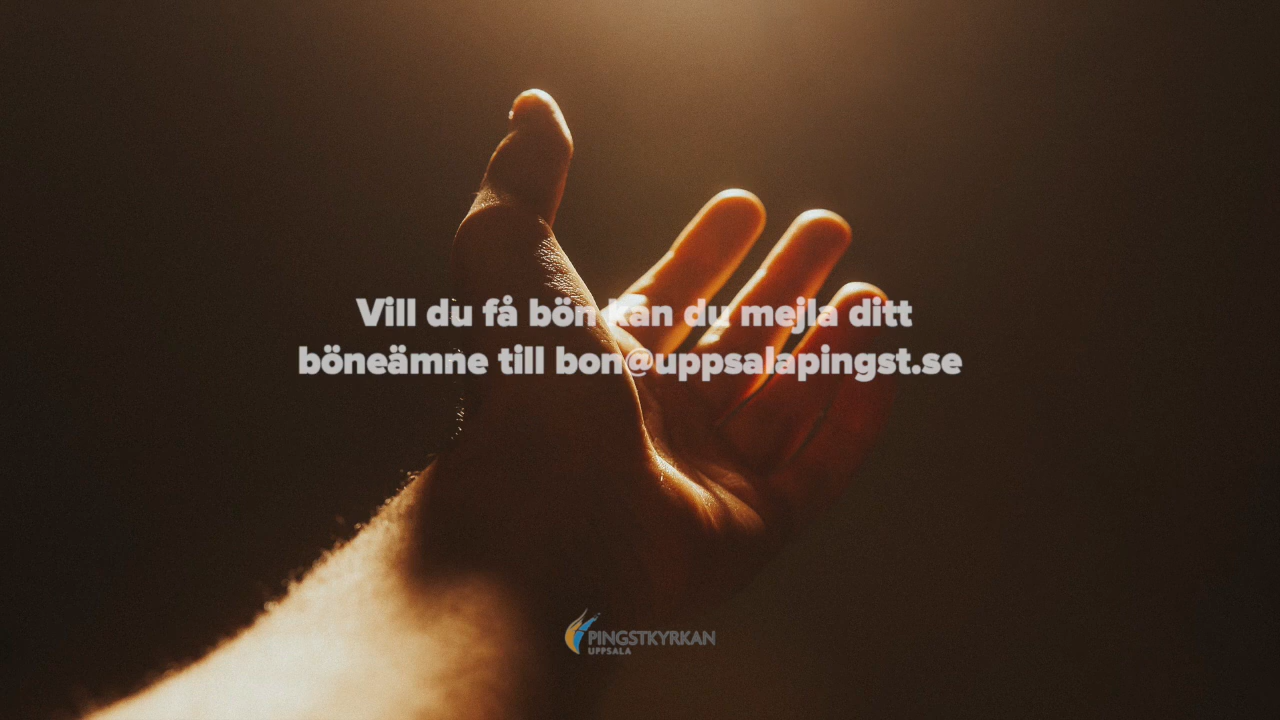 Vill du få bön kan du mejla ditt
böneämne till bon@uppsalapingst.se
PINGSTKYRKAN
UPPSALA